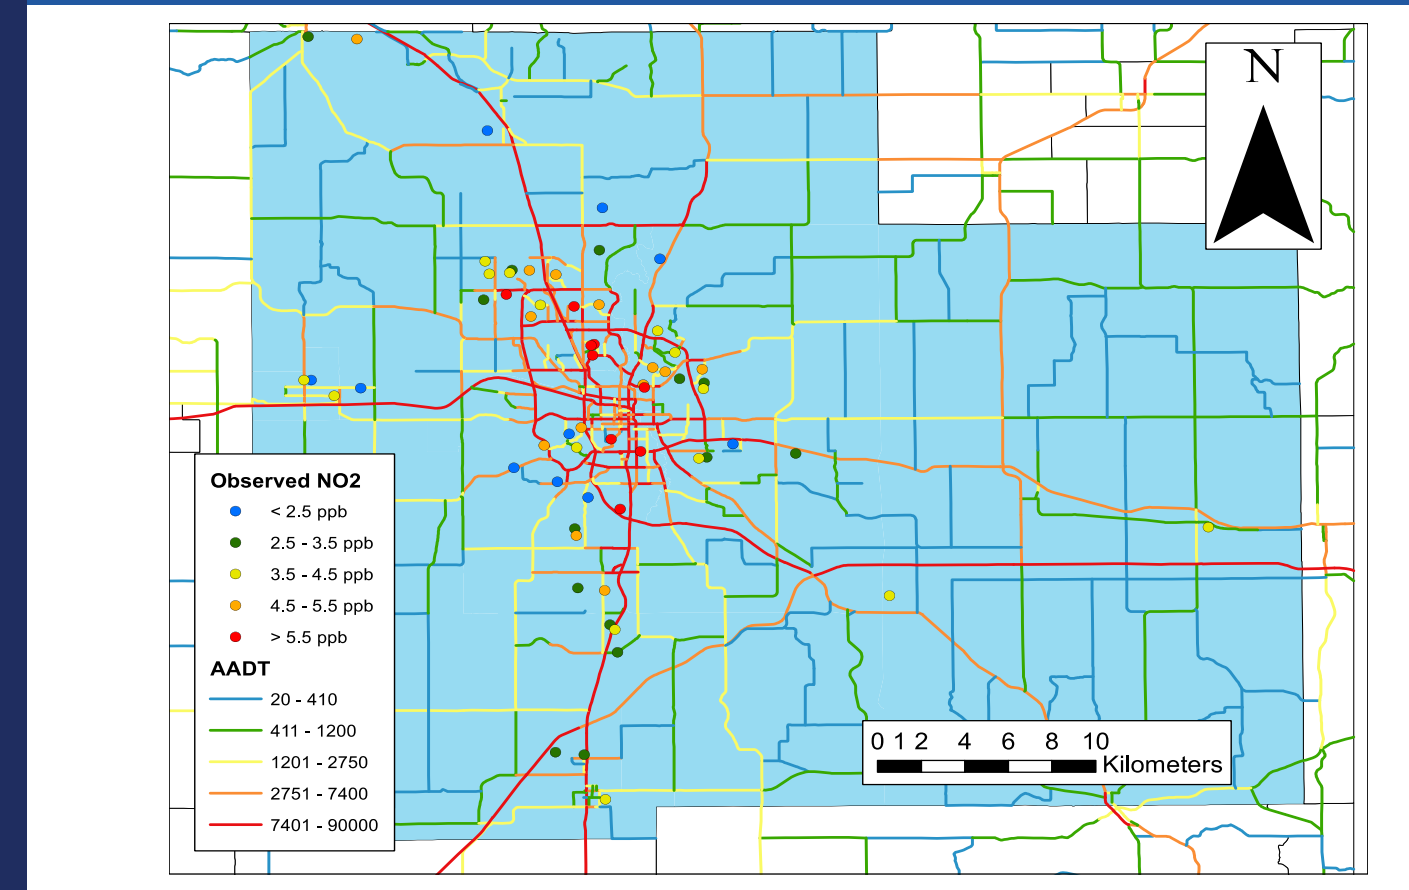 N
Observed NO2
< 2.5 ppb
2.5 - 3.5 ppb
3.5 - 4.5 ppb
4.5 - 5.5 ppb
> 5.5 ppb
AADT
20 - 410
411 - 1200
1201 - 2750
2751 - 7400
7401 - 90000
0 1 2 4 6 8 10
Kilometers